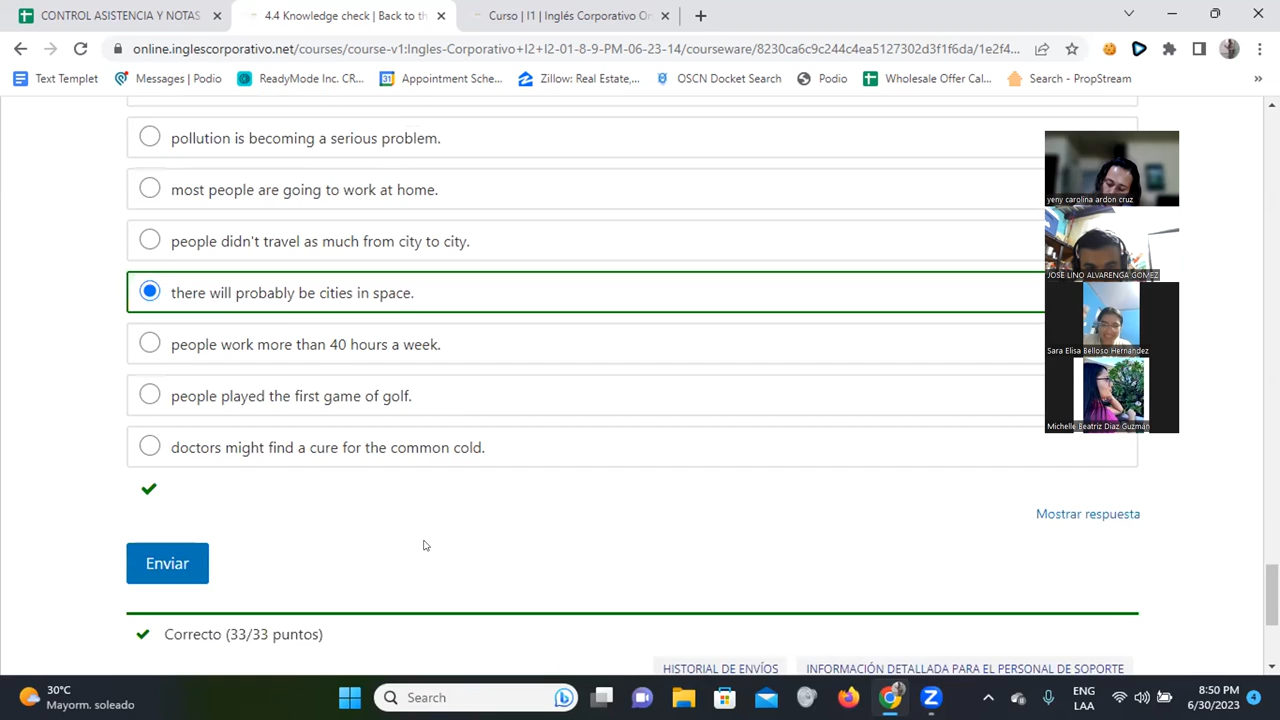 CONTROL ASISTENCIA Y NOTAS
4.4 Knowledge check | Back to th
Curso | I1 | Inglés Corporativo On
online.inglescorporativo.net/courses/course-v1:Ingles-Corporativo+I2+I2-01-8-9-PM-06-23-14/courseware/8230ca6c9c244c4ea5127302d3f1f6da/1e2f4...
Text Templet
Messages | Podio
ReadyMode Inc. CR...
Appointment Sche...
Zillow: Real Estate,...
OSCN Docket Search
Podio
Wholesale Offer Cal...
Search - PropStream
»
pollution is becoming a serious problem.
most people are going to work at home.
people didn't travel as much from city to city.
there will probably be cities in space.
people work more than 40 hours a week.
people played the first game of golf.
doctors might find a cure for the common cold.
yeny carolina ardon cruz
JOSE LINO ALVARENGA GOMEZ
Sara Elisa Belloso Hernandez
Michelle Beatriz Diaz Guzman
Mostrar respuesta
Enviar
Correcto (33/33 puntos)
HISTORIAL DE ENVÍOS
INFORMACIÓN DETALLADA PARA EL PERSONAL DE SOPORTE
30°C
Mayorm. soleado
Search
ENG
LAA
8:50 PM
6/30/2023